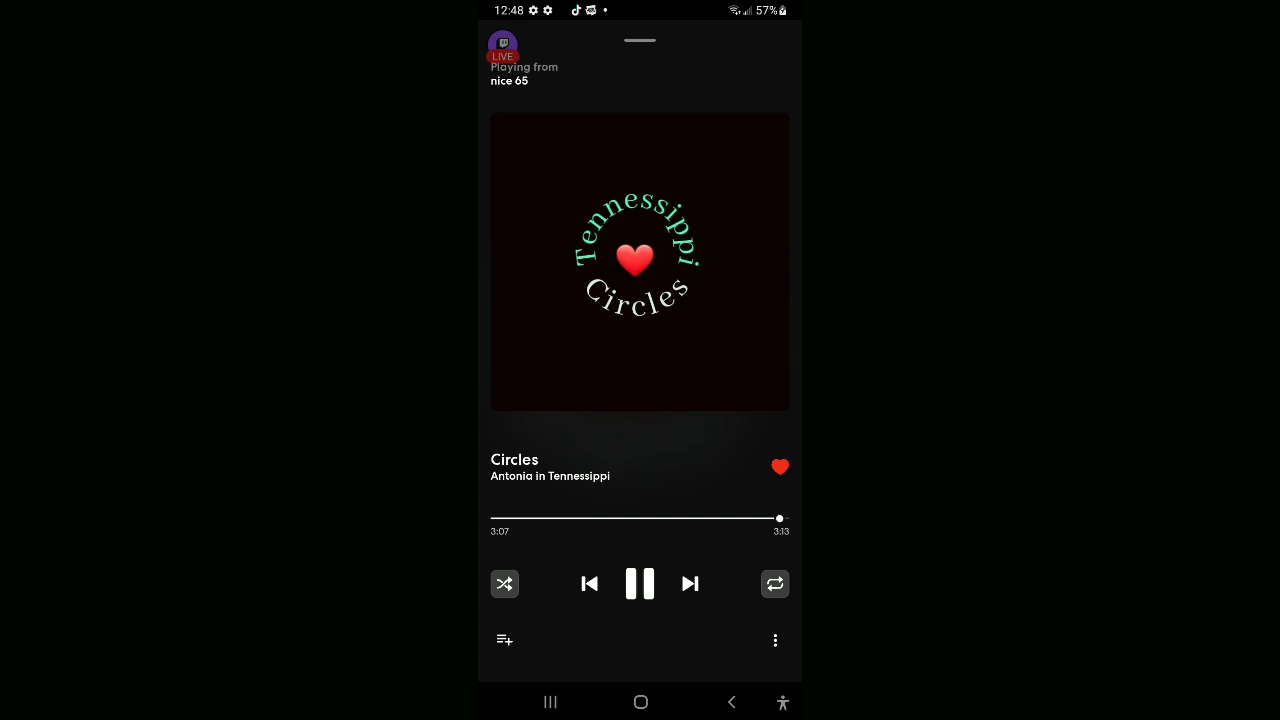 12:48
57%
LIVE
Playing from
nice 65
Tennessippi
Circles
Circles
Antonia in Tennessippi
3:07
3:13